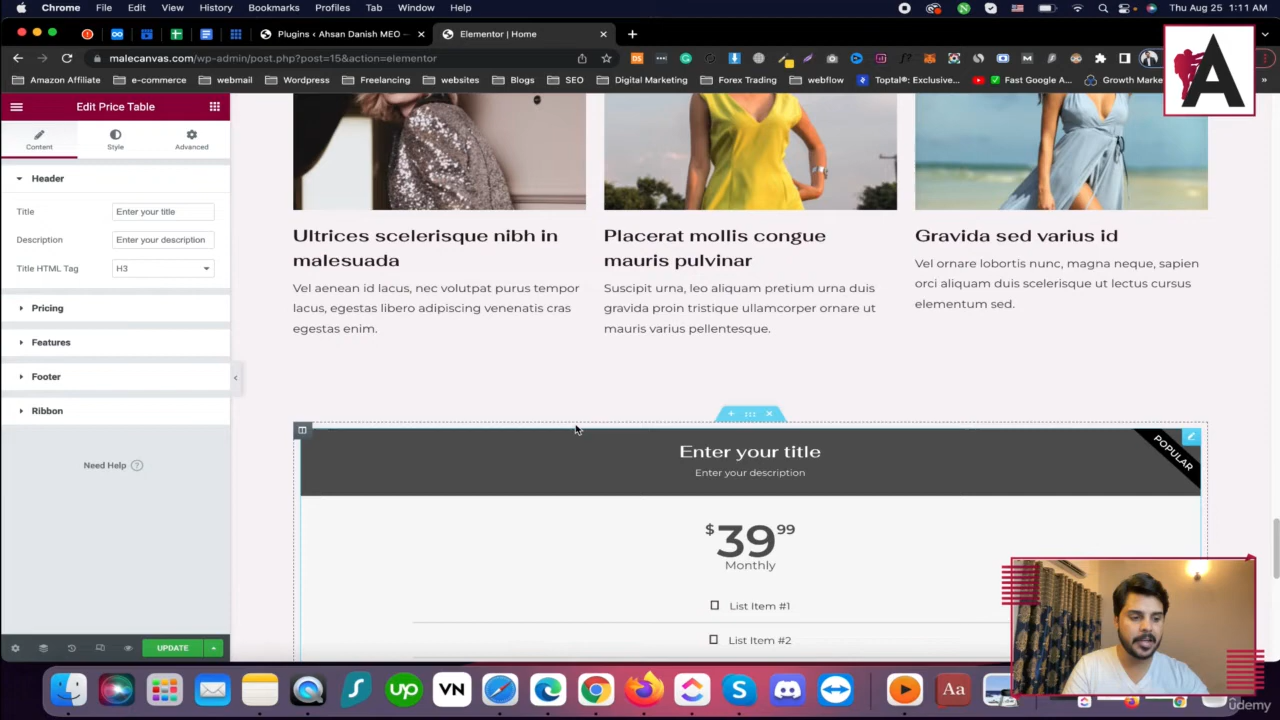 Chrome File Edit View History Bookmarks Profiles Tab Window Help Thu Aug 25 1:11 AM
Plugins ‹ Ahsan Danish MEO — Elementor | Home
malecanvas.com/wp-admin/post.php?post=15&action=elementor
Amazon Affiliate e-commerce webmail Wordpress Freelancing websites Blogs SEO Digital Marketing Forex Trading webflow Toptal®: Exclusive... Fast Google A... Growth Marke
A
Edit Price Table
Content Style Advanced
Header
Title Enter your title
Description Enter your description
Title HTML Tag H3
Pricing
Features
Footer
Ribbon
Need Help ?
UPDATE
Ultrices scelerisque nibh in
malesuada
Vel aenean id lacus, nec volutpat purus tempor
lacus, egestas libero adipiscing venenatis cras
egestas enim.
Placerat mollis congue
mauris pulvinar
Suscipit urna, leo aliquam pretium urna duis
gravida proin tristique ullamcorper ornare ut
mauris varius pellentesque.
Gravida sed varius id
Vel ornare lobortis nunc, magna neque, sapien
orci aliquam duis scelerisque ut lectus cursus
elementum sed.
Enter your title
Enter your description
POPULAR
$39 99
Monthly
List Item #1
List Item #2
up VN S Aa
ûdemy